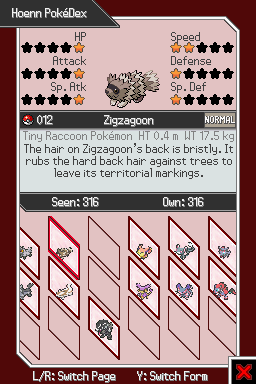 Hoenn PokéDex
HP
Speed
Attack
Defense
Sp. Atk
Sp. Def
012 Zigzagoon NORMAL
Tiny Raccoon Pokémon HT 0.4 m WT 17.5 kg
The hair on Zigzagoon's back is bristly. It
rubs the hard back hair against trees to
leave its territorial markings.
Seen: 316 Own: 316
L/R: Switch Page Y: Switch Form